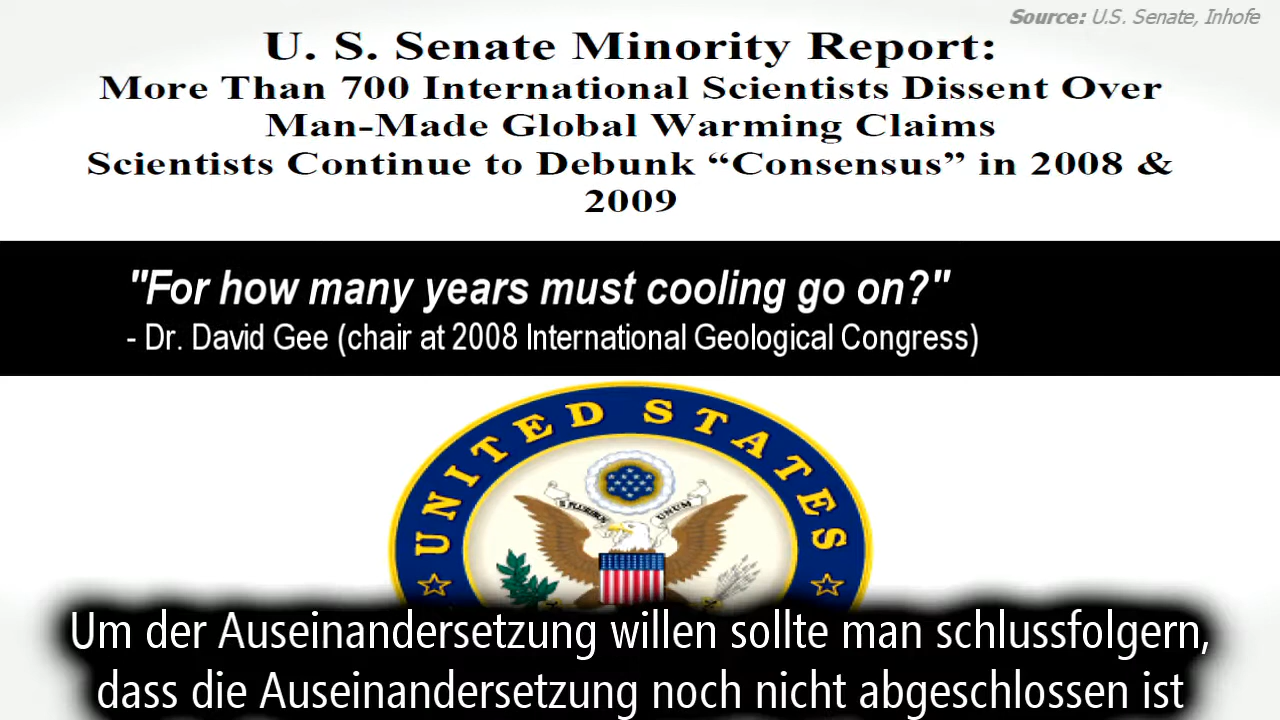 Source: U.S. Senate, Inhofe
U. S. Senate Minority Report:
More Than 700 International Scientists Dissent Over
Man-Made Global Warming Claims
Scientists Continue to Debunk “Consensus” in 2008 &
2009
"For how many years must cooling go on?"
- Dr. David Gee (chair at 2008 International Geological Congress)
UNITED STATES
E PLURIBUS UNUM
Um der Auseinandersetzung willen sollte man schlussfolgern,
dass die Auseinandersetzung noch nicht abgeschlossen ist